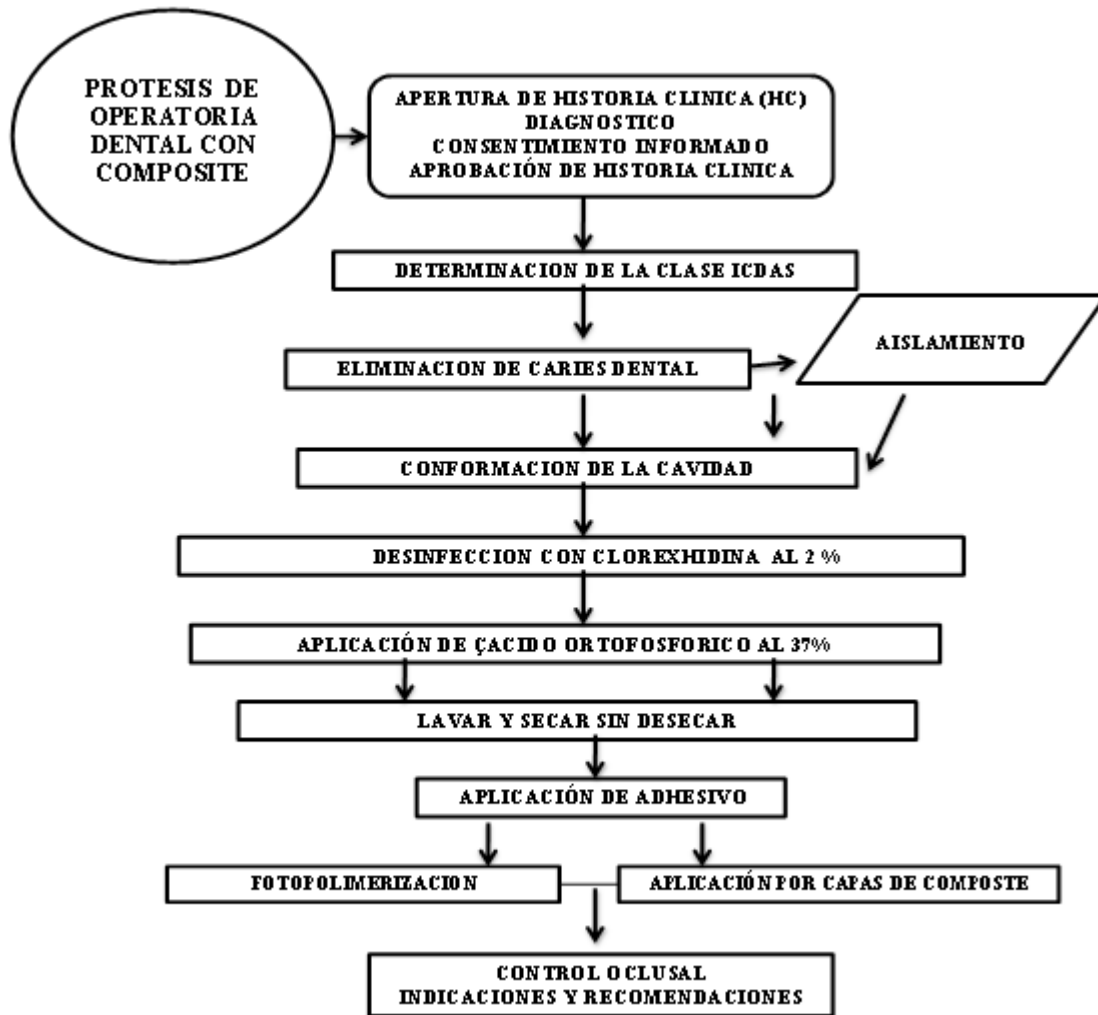 PROTESIS DE
OPERATORIA
DENTAL CON
COMPOSITE
APERTURA DE HISTORIA CLINICA (HC)
DIAGNOSTICO
CONSENTIMIENTO INFORMADO
APROBACIÓN DE HISTORIA CLINICA
DETERMINACION DE LA CLASE ICDAS
ELIMINACION DE CARIES DENTAL
AISLAMIENTO
CONFORMACION DE LA CAVIDAD
DESINFECCION CON CLOREXHIDINA AL 2 %
APLICACIÓN DE ÇACIDO ORTOFOSFORICO AL 37%
LAVAR Y SECAR SIN DESECAR
APLICACIÓN DE ADHESIVO
FOTOPOLIMERIZACION
APLICACIÓN POR CAPAS DE COMPOSTE
CONTROL OCLUSAL
INDICACIONES Y RECOMENDACIONES